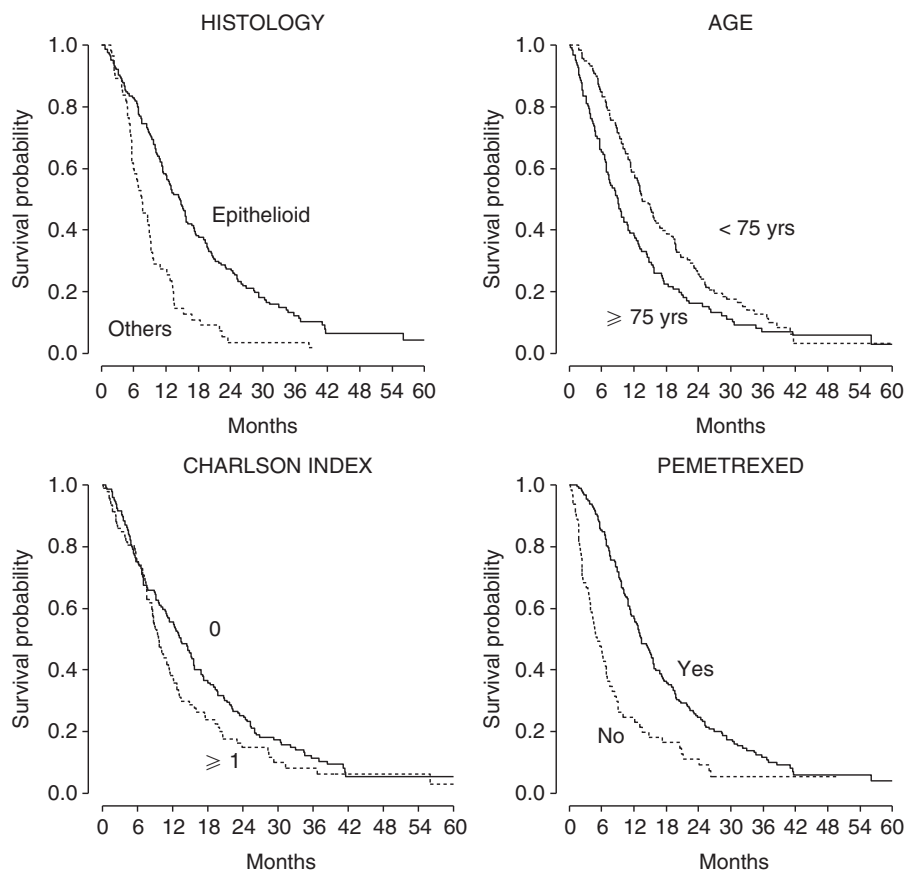 HISTOLOGY
Survival probability
1.0
0.8
0.6
0.4
0.2
0.0
Epithelioid
Others
0 6 12 18 24 30 36 42 48 54 60
Months
AGE
Survival probability
1.0
0.8
0.6
0.4
0.2
0.0
< 75 yrs
⩾ 75 yrs
0 6 12 18 24 30 36 42 48 54 60
Months
CHARLSON INDEX
Survival probability
1.0
0.8
0.6
0.4
0.2
0.0
0
⩾ 1
0 6 12 18 24 30 36 42 48 54 60
Months
PEMETREXED
Survival probability
1.0
0.8
0.6
0.4
0.2
0.0
Yes
No
0 6 12 18 24 30 36 42 48 54 60
Months